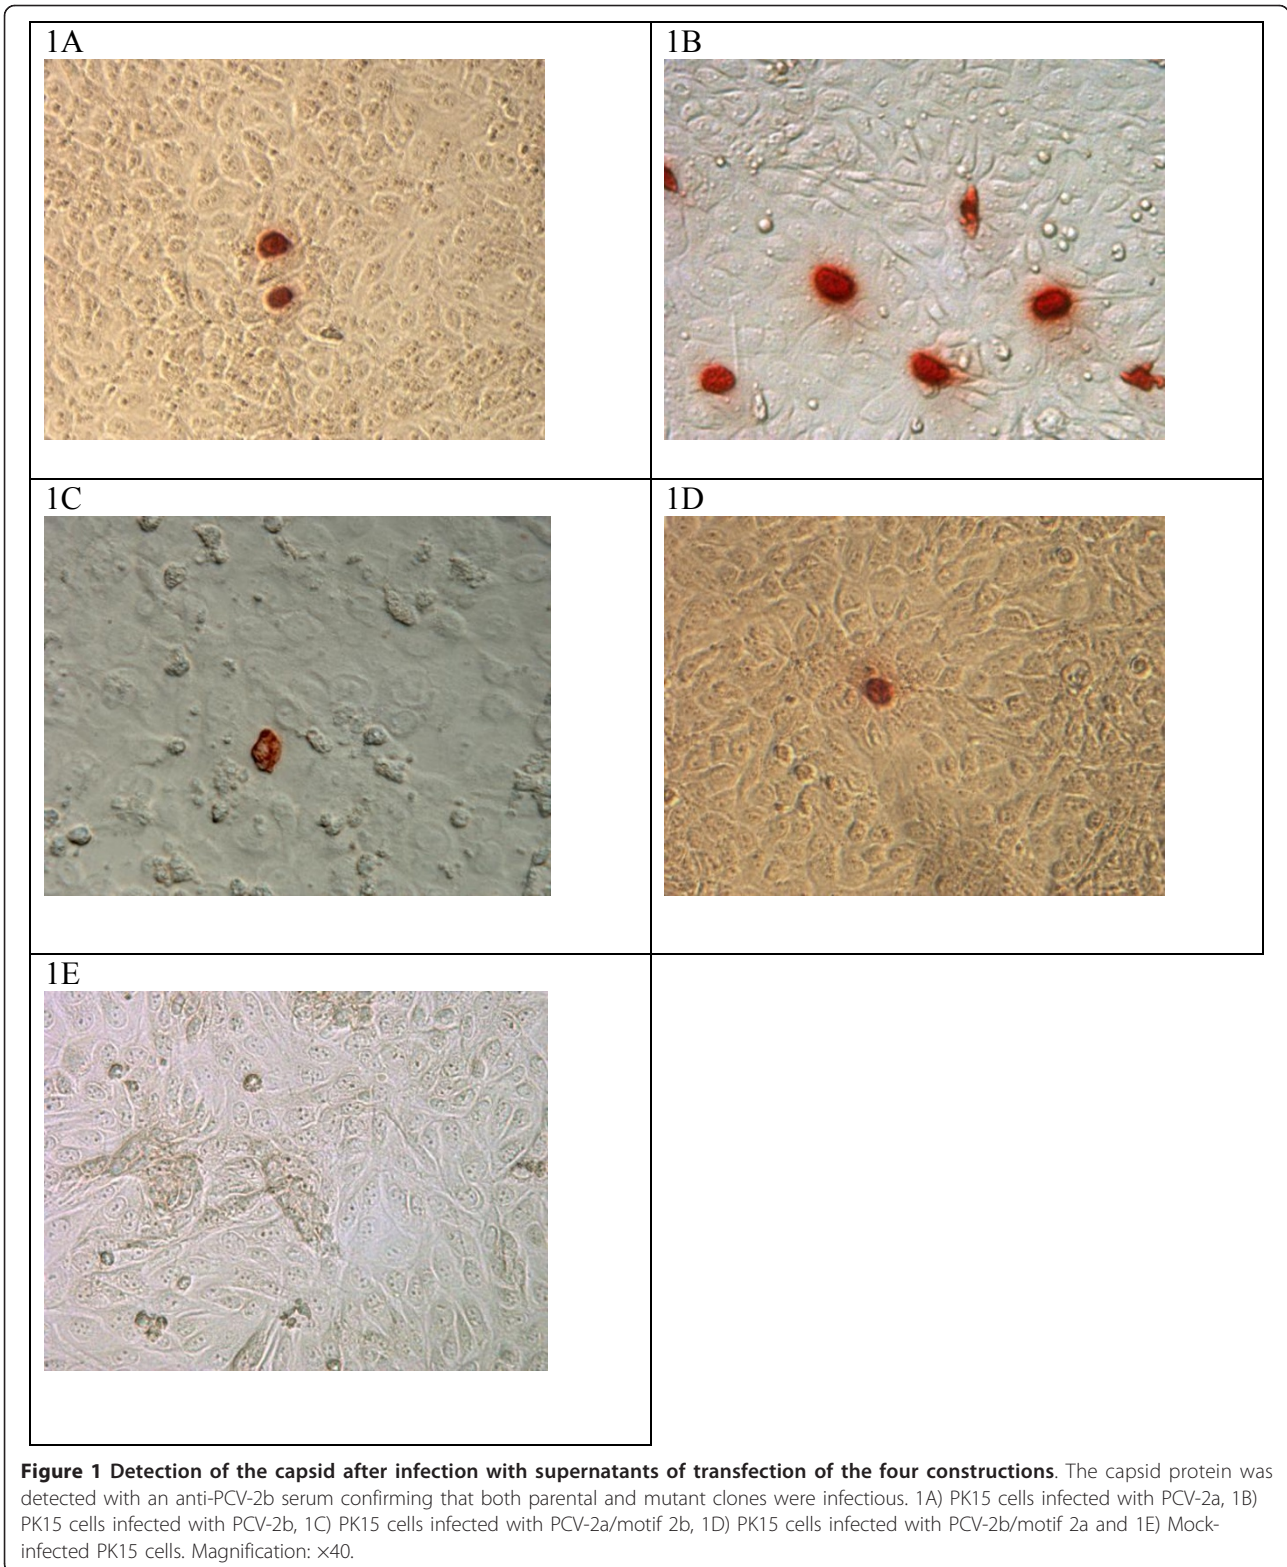 1A
1B
1C
1D
1E
Figure 1 Detection of the capsid after infection with supernatants of transfection of the four constructions. The capsid protein was
detected with an anti-PCV-2b serum confirming that both parental and mutant clones were infectious. 1A) PK15 cells infected with PCV-2a, 1B)
PK15 cells infected with PCV-2b, 1C) PK15 cells infected with PCV-2a/motif 2b, 1D) PK15 cells infected with PCV-2b/motif 2a and 1E) Mock-
infected PK15 cells. Magnification: ×40.